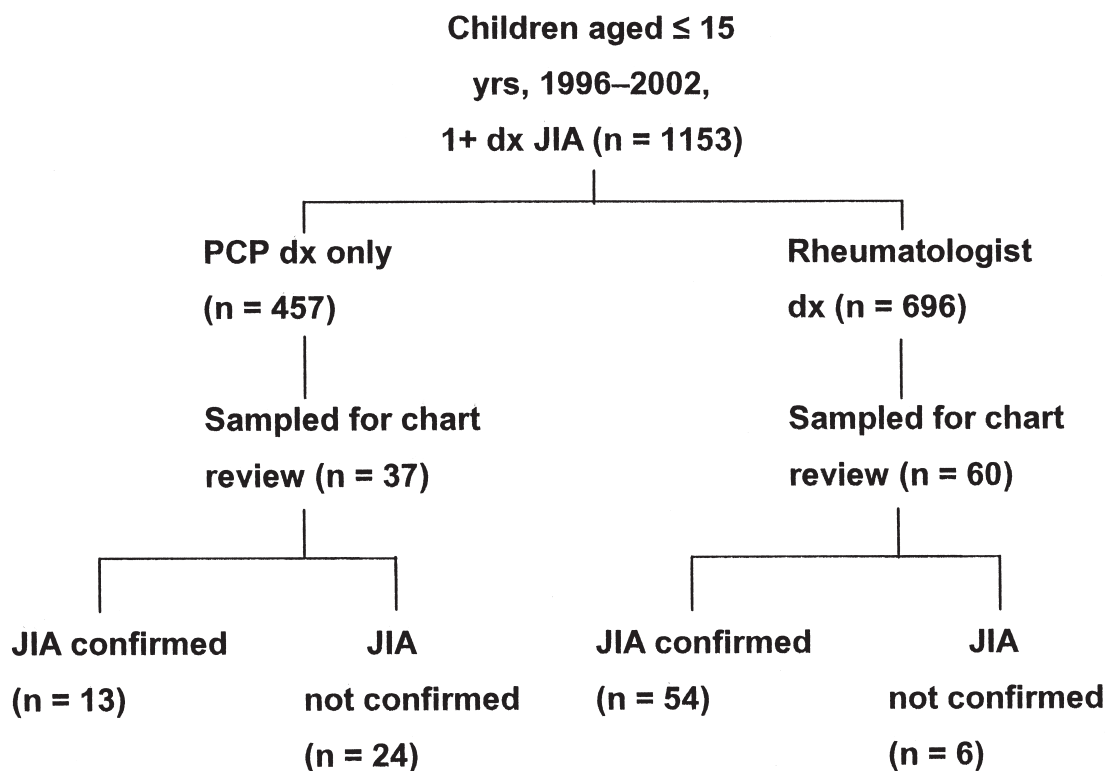 Children aged ≤ 15
yrs, 1996–2002,
1+ dx JIA (n = 1153)
PCP dx only
(n = 457)
Rheumatologist
dx (n = 696)
Sampled for chart
review (n = 37)
Sampled for chart
review (n = 60)
JIA confirmed
(n = 13)
JIA
not confirmed
(n = 24)
JIA confirmed
(n = 54)
JIA
not confirmed
(n = 6)